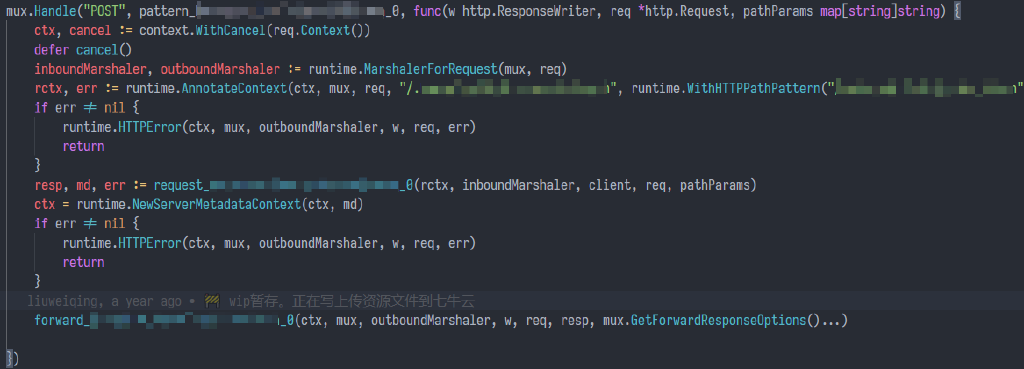 mux.Handle("POST", pattern_ _0, func(w http.ResponseWriter, req *http.Request, pathParams map[string]string) {
ctx, cancel := context.WithCancel(req.Context())
defer cancel()
inboundMarshaler, outboundMarshaler := runtime.MarshalerForRequest(mux, req)
rctx, err := runtime.AnnotateContext(ctx, mux, req, "/. ", runtime.WithHTTPPathPattern("/ "
if err ≠ nil {
runtime.HTTPError(ctx, mux, outboundMarshaler, w, req, err)
return
}
resp, md, err := request_ _0(rctx, inboundMarshaler, client, req, pathParams)
ctx = runtime.NewServerMetadataContext(ctx, md)
if err ≠ nil {
runtime.HTTPError(ctx, mux, outboundMarshaler, w, req, err)
return
}
liuweiqing, a year ago • 🚧 wip暂存。正在写上传资源文件到七牛云
forward_ _0(ctx, mux, outboundMarshaler, w, req, resp, mux.GetForwardResponseOptions()...)
})